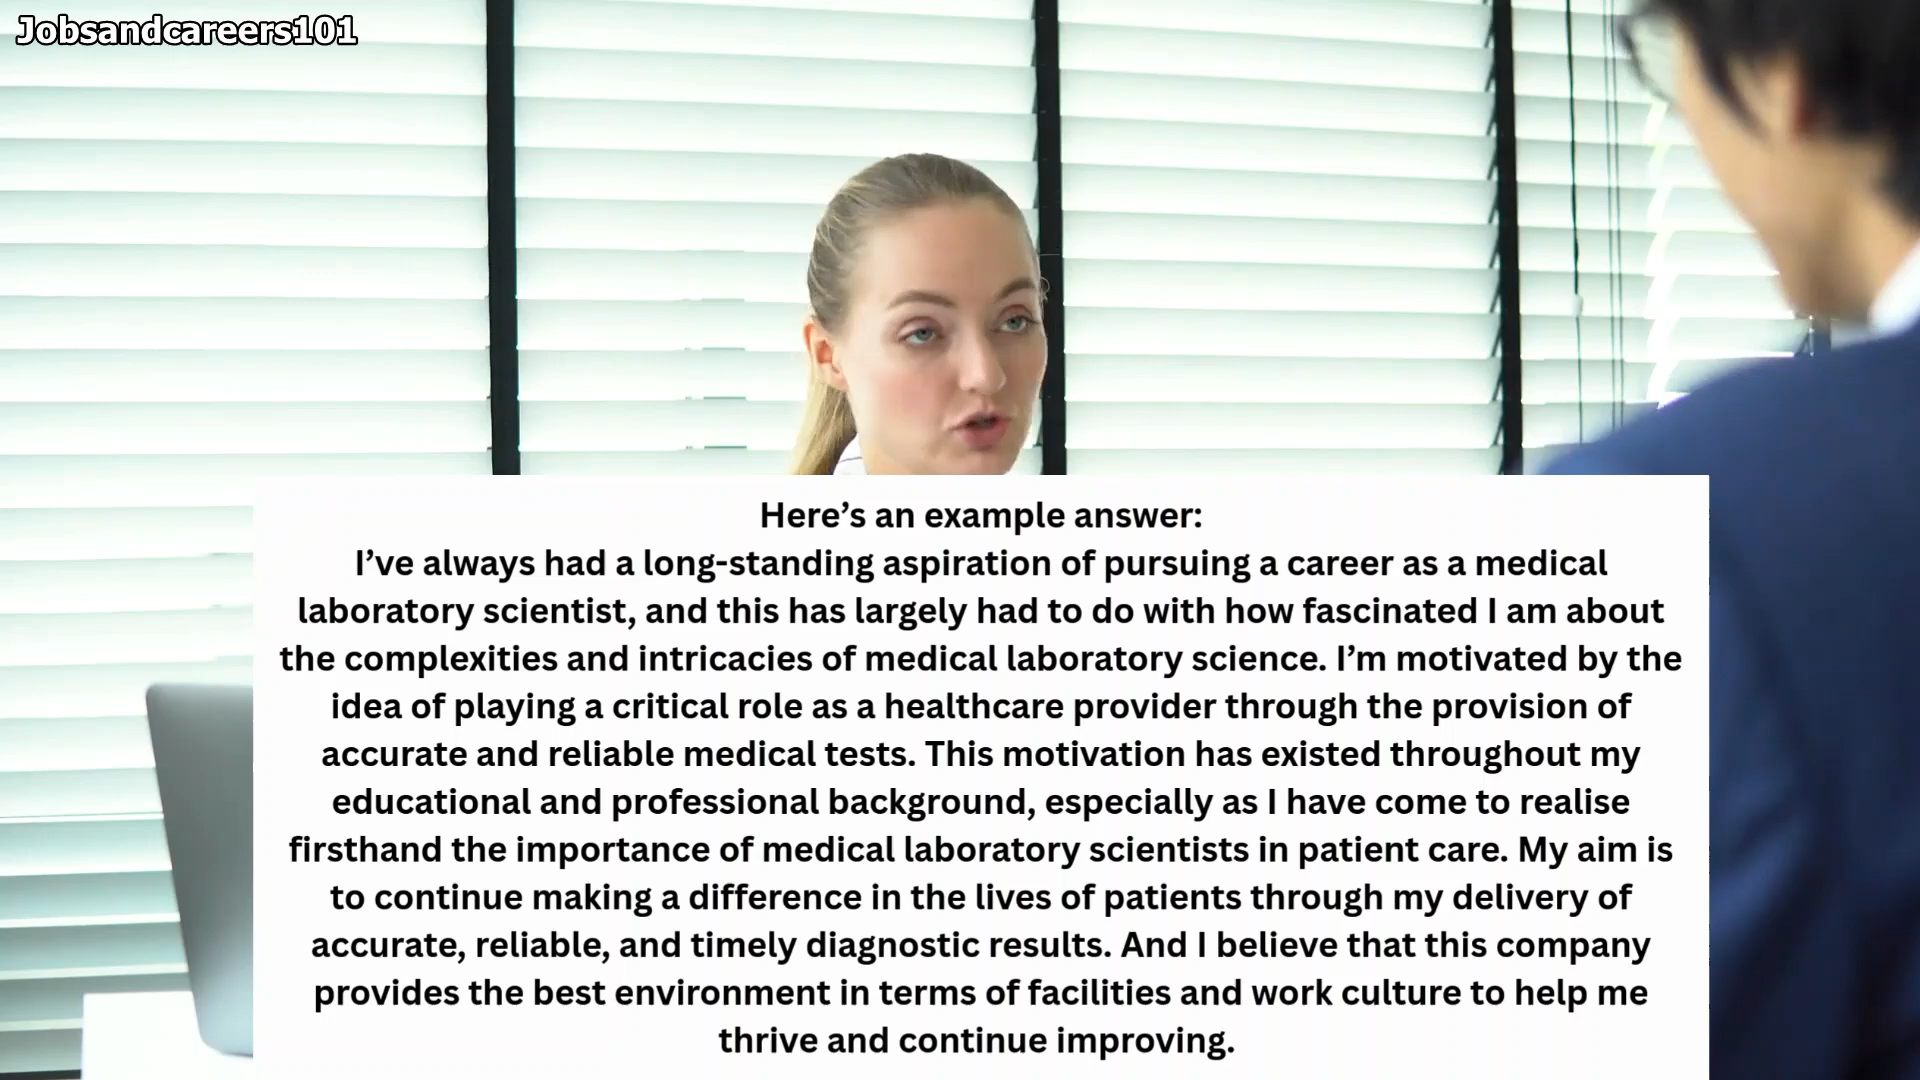 Jobsandcareers101
Here’s an example answer:
I’ve always had a long-standing aspiration of pursuing a career as a medical
laboratory scientist, and this has largely had to do with how fascinated I am about
the complexities and intricacies of medical laboratory science. I’m motivated by the
idea of playing a critical role as a healthcare provider through the provision of
accurate and reliable medical tests. This motivation has existed throughout my
educational and professional background, especially as I have come to realise
firsthand the importance of medical laboratory scientists in patient care. My aim is
to continue making a difference in the lives of patients through my delivery of
accurate, reliable, and timely diagnostic results. And I believe that this company
provides the best environment in terms of facilities and work culture to help me
thrive and continue improving.